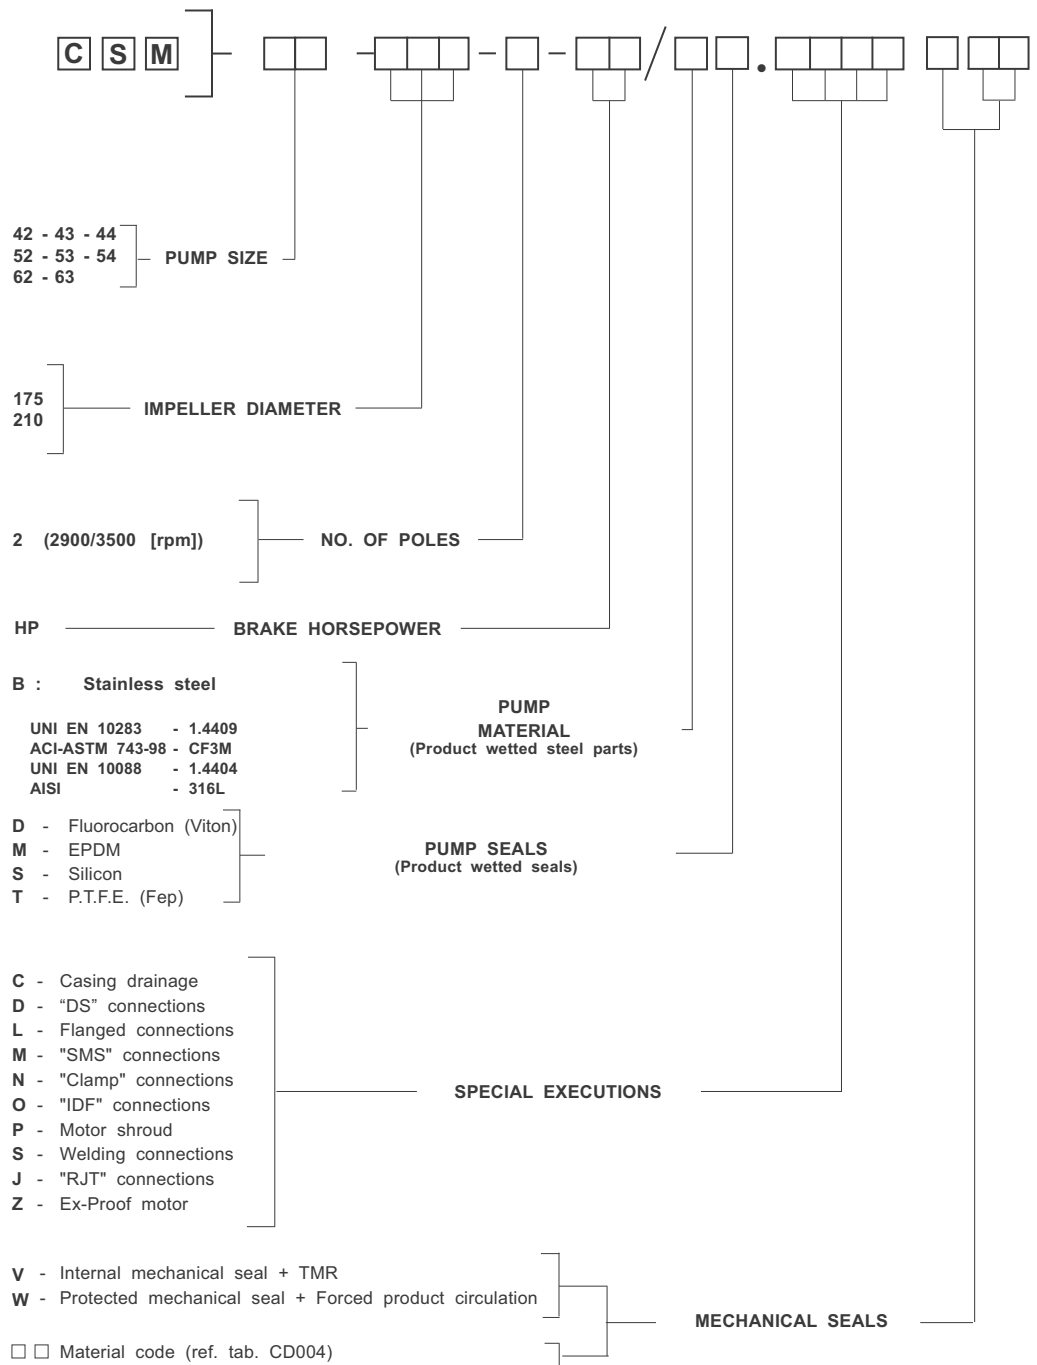 C S M - - - - / .
42 - 43 - 44
52 - 53 - 54
62 - 63
PUMP SIZE
175
210
IMPELLER DIAMETER
2 (2900/3500 [rpm])
NO. OF POLES
HP
BRAKE HORSEPOWER
B : Stainless steel
UNI EN 10283 - 1.4409
ACI-ASTM 743-98 - CF3M
UNI EN 10088 - 1.4404
AISI - 316L
PUMP
MATERIAL
(Product wetted steel parts)
D - Fluorocarbon (Viton)
M - EPDM
S - Silicon
T - P.T.F.E. (Fep)
PUMP SEALS
(Product wetted seals)
C - Casing drainage
D - “DS” connections
L - Flanged connections
M - "SMS" connections
N - "Clamp" connections
O - "IDF" connections
P - Motor shroud
S - Welding connections
J - "RJT" connections
Z - Ex-Proof motor
SPECIAL EXECUTIONS
V - Internal mechanical seal + TMR
W - Protected mechanical seal + Forced product circulation
□ □ Material code (ref. tab. CD004)
MECHANICAL SEALS